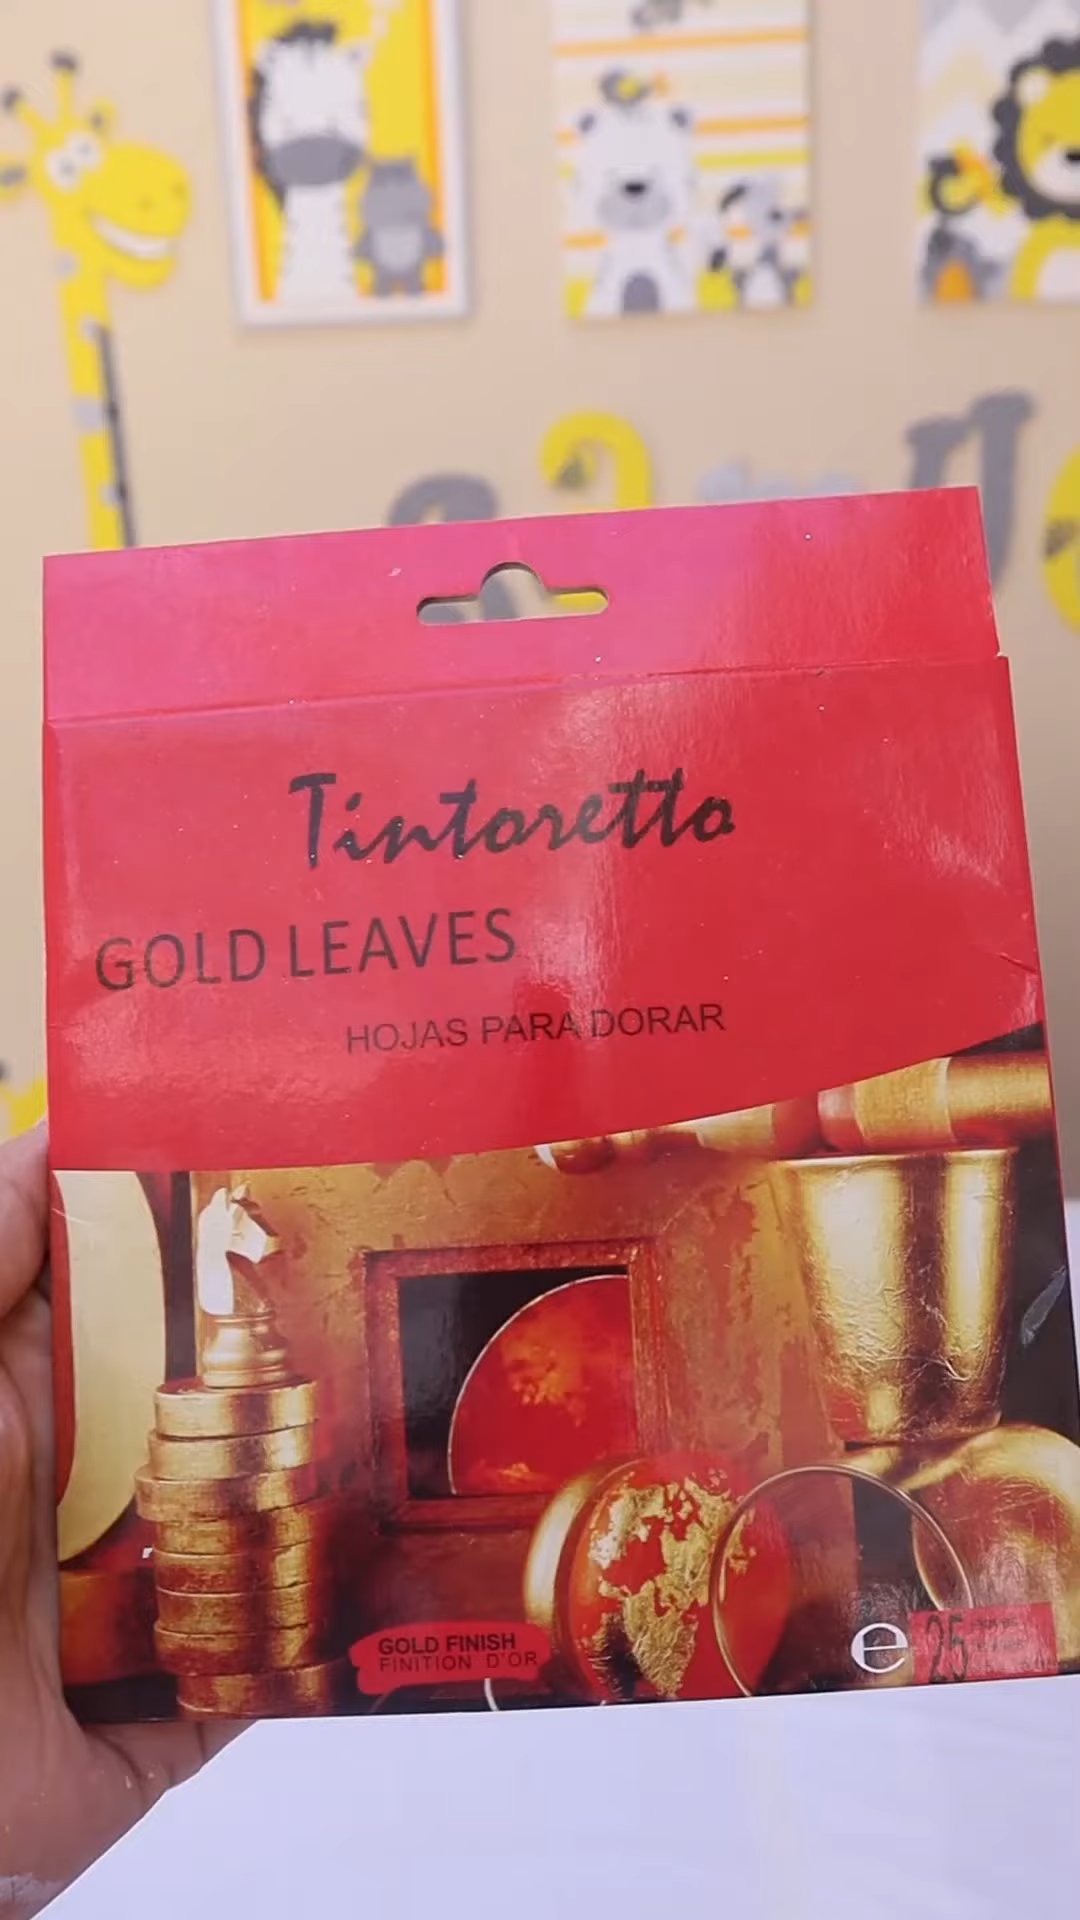 Tintoretto
GOLD LEAVES
HOJAS PARA DORAR
GOLD FINISH
FINITION D'OR
e 25